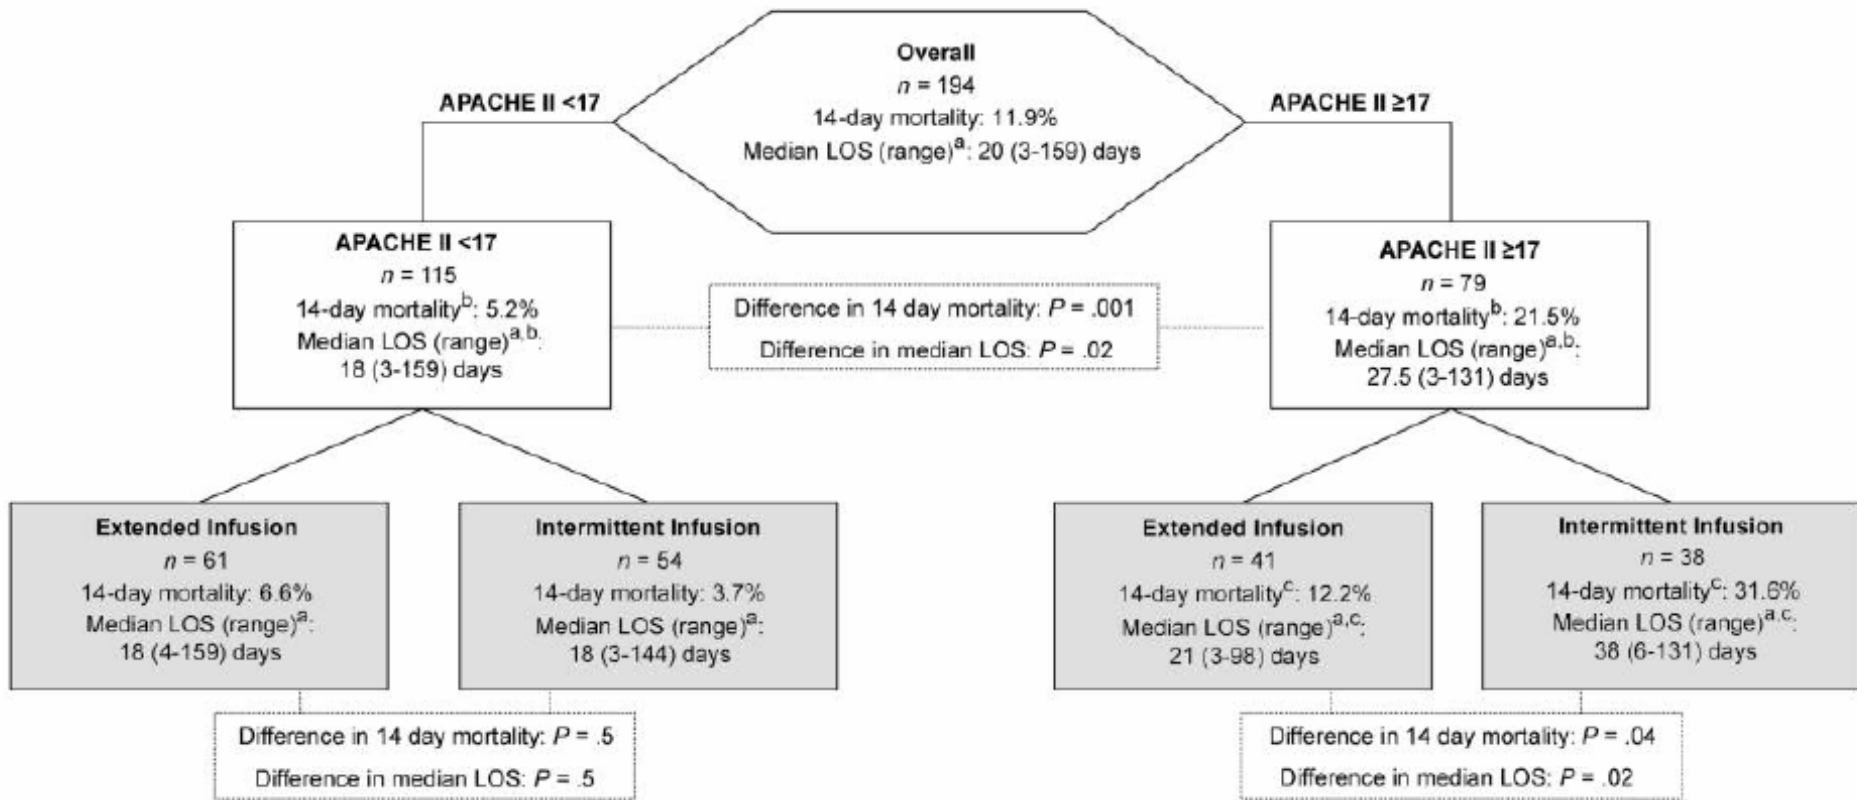 Overall
n = 194
14-day mortality: 11.9%
Median LOS (range)a: 20 (3-159) days
APACHE II <17
APACHE II ≥17
APACHE II <17
n = 115
14-day mortalityb: 5.2%
Median LOS (range)a,b:
18 (3-159) days
Difference in 14 day mortality: P = .001
Difference in median LOS: P = .02
APACHE II ≥17
n = 79
14-day mortalityb: 21.5%
Median LOS (range)a,b:
27.5 (3-131) days
Extended Infusion
n = 61
14-day mortality: 6.6%
Median LOS (range)a:
18 (4-159) days
Intermittent Infusion
n = 54
14-day mortality: 3.7%
Median LOS (range)a:
18 (3-144) days
Extended Infusion
n = 41
14-day mortalityc: 12.2%
Median LOS (range)a,c:
21 (3-98) days
Intermittent Infusion
n = 38
14-day mortalityc: 31.6%
Median LOS (range)a,c:
38 (6-131) days
Difference in 14 day mortality: P = .5
Difference in median LOS: P = .5
Difference in 14 day mortality: P = .04
Difference in median LOS: P = .02